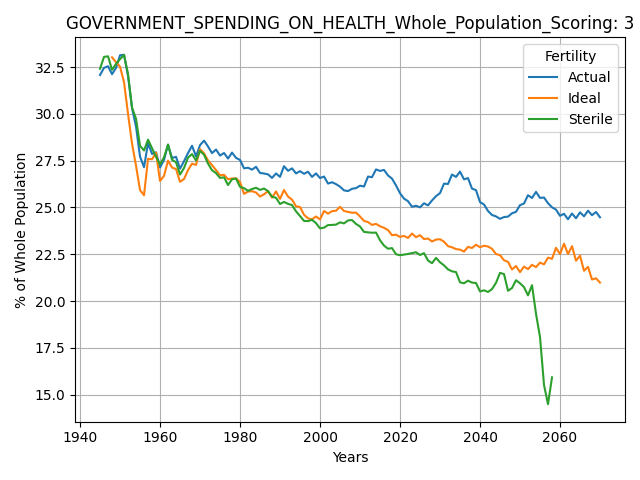 GOVERNMENT_SPENDING_ON_HEALTH_Whole_Population_Scoring: 3
Fertility
Actual
Ideal
Sterile
% of Whole Population
32.5
30.0
27.5
25.0
22.5
20.0
17.5
15.0
1940 1960 1980 2000 2020 2040 2060
Years